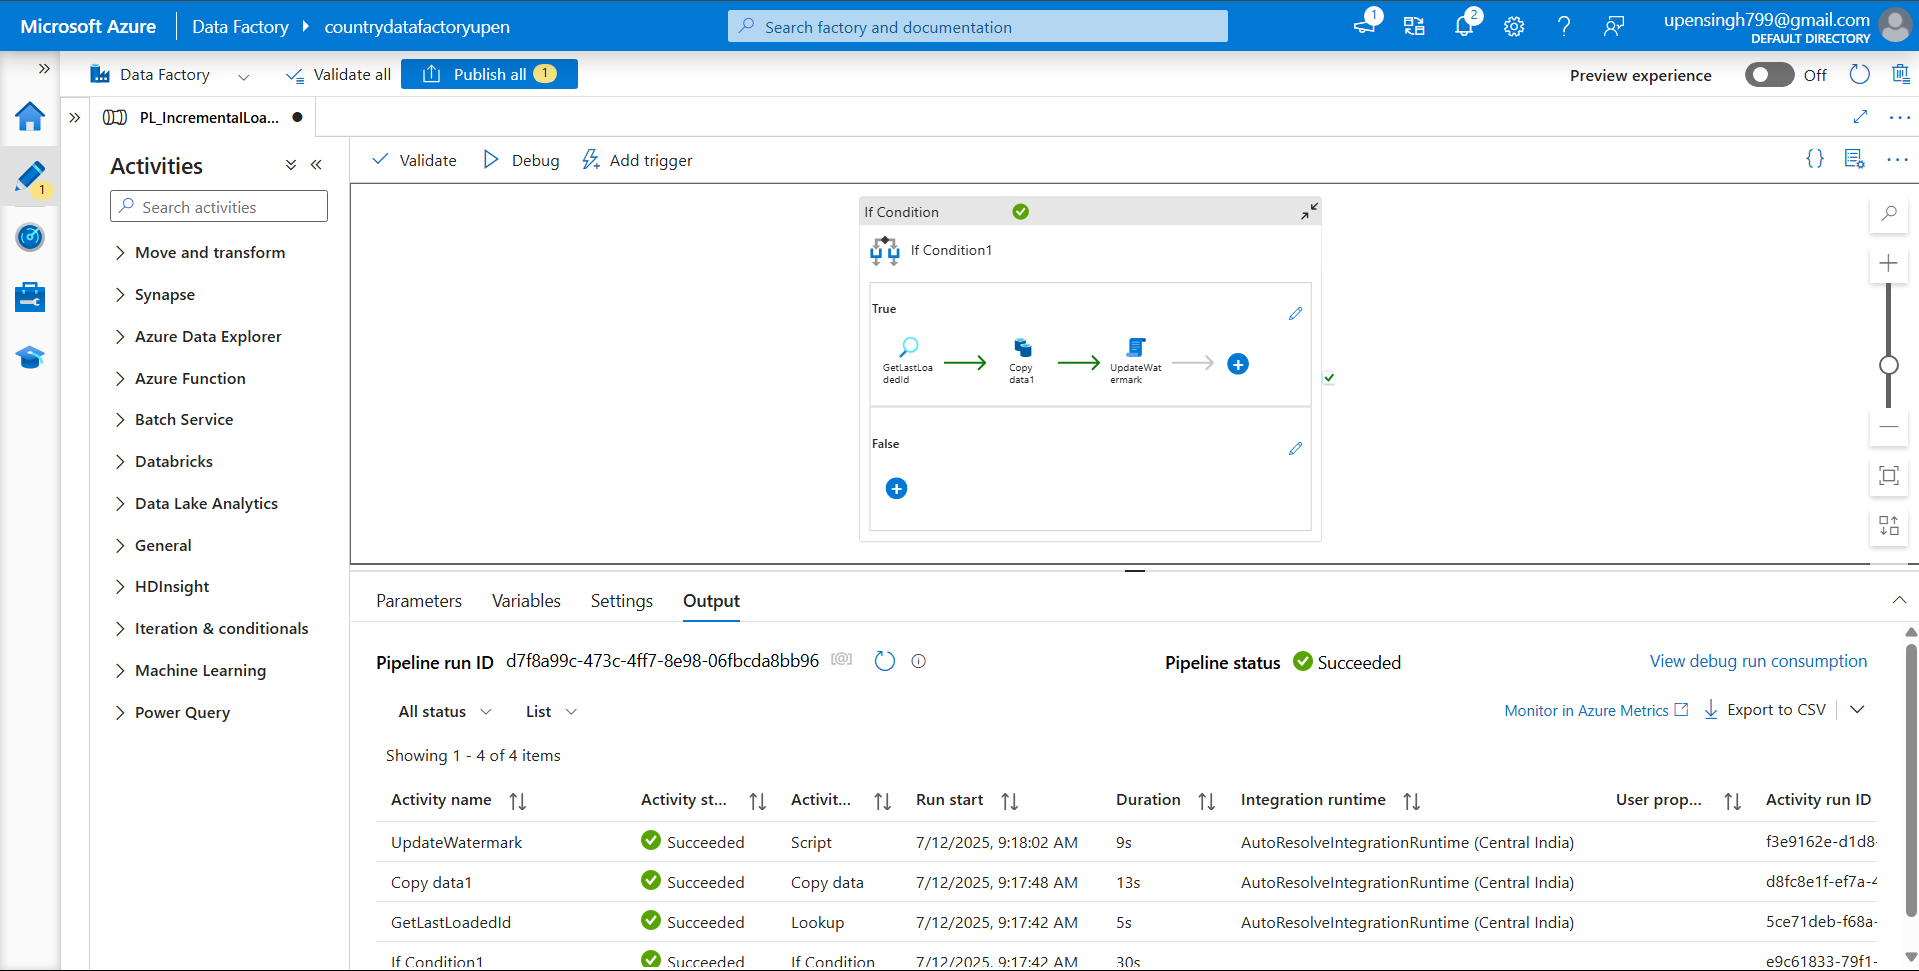 Microsoft Azure
Data Factory
countrydatafactoryupen
Search factory and documentation
1
2
upensingh799@gmail.com
DEFAULT DIRECTORY
Data Factory
Validate all
Publish all
1
Preview experience
Off
PL_IncrementalLoa...
1
Activities
Search activities
Move and transform
Synapse
Azure Data Explorer
Azure Function
Batch Service
Databricks
Data Lake Analytics
General
HDInsight
Iteration & conditionals
Machine Learning
Power Query
Validate
Debug
Add trigger
If Condition
If Condition1
True
GetLastLoa
dedId
Copy
data1
UpdateWat
ermark
False
Parameters
Variables
Settings
Output
Pipeline run ID
d7f8a99c-473c-4ff7-8e98-06fbcda8bb96
Pipeline status
Succeeded
View debug run consumption
All status
List
Monitor in Azure Metrics
Export to CSV
Showing 1 - 4 of 4 items
Activity name Activity st... Activit... Run start Duration Integration runtime User prop... Activity run ID
UpdateWatermark Succeeded Script 7/12/2025, 9:18:02 AM 9s AutoResolveIntegrationRuntime (Central India) f3e9162e-d1d8-
Copy data1 Succeeded Copy data 7/12/2025, 9:17:48 AM 13s AutoResolveIntegrationRuntime (Central India) d8fc8e1f-ef7a-4
GetLastLoadedId Succeeded Lookup 7/12/2025, 9:17:42 AM 5s AutoResolveIntegrationRuntime (Central India) 5ce71deb-f68a-
If Condition1 Succeeded If Condition 7/12/2025, 9:17:42 AM 30s e9c61833-79f1-